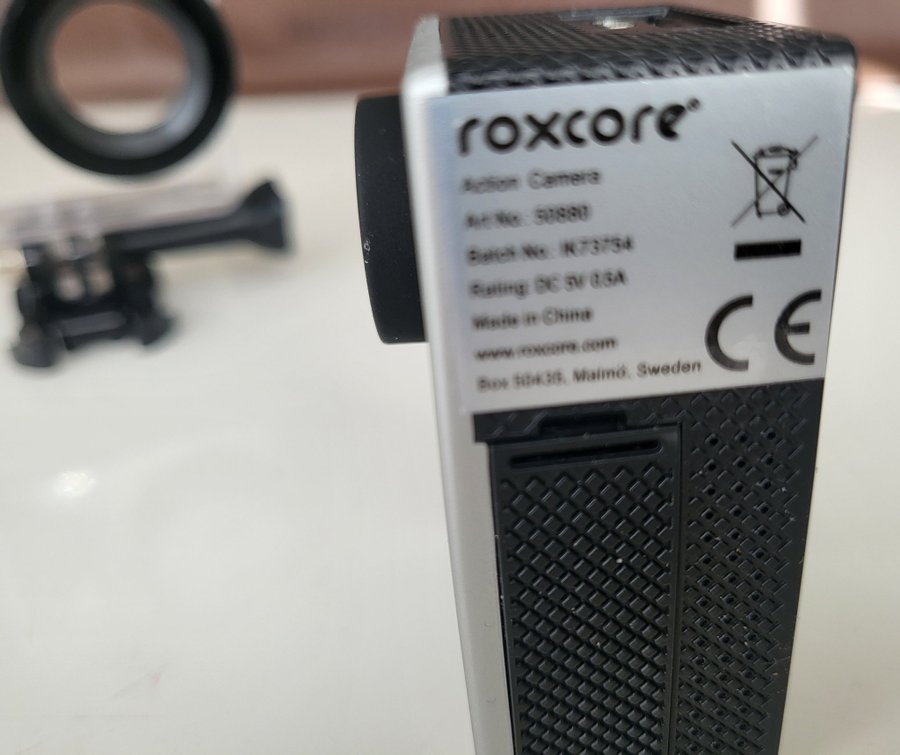 roxcore®
Action Camera
Art No.: 50880
Batch No.: IK73754
Rating: DC 5V 0.5A
Made in China
www.roxcore.com
Box 50435, Malmö, Sweden
CE